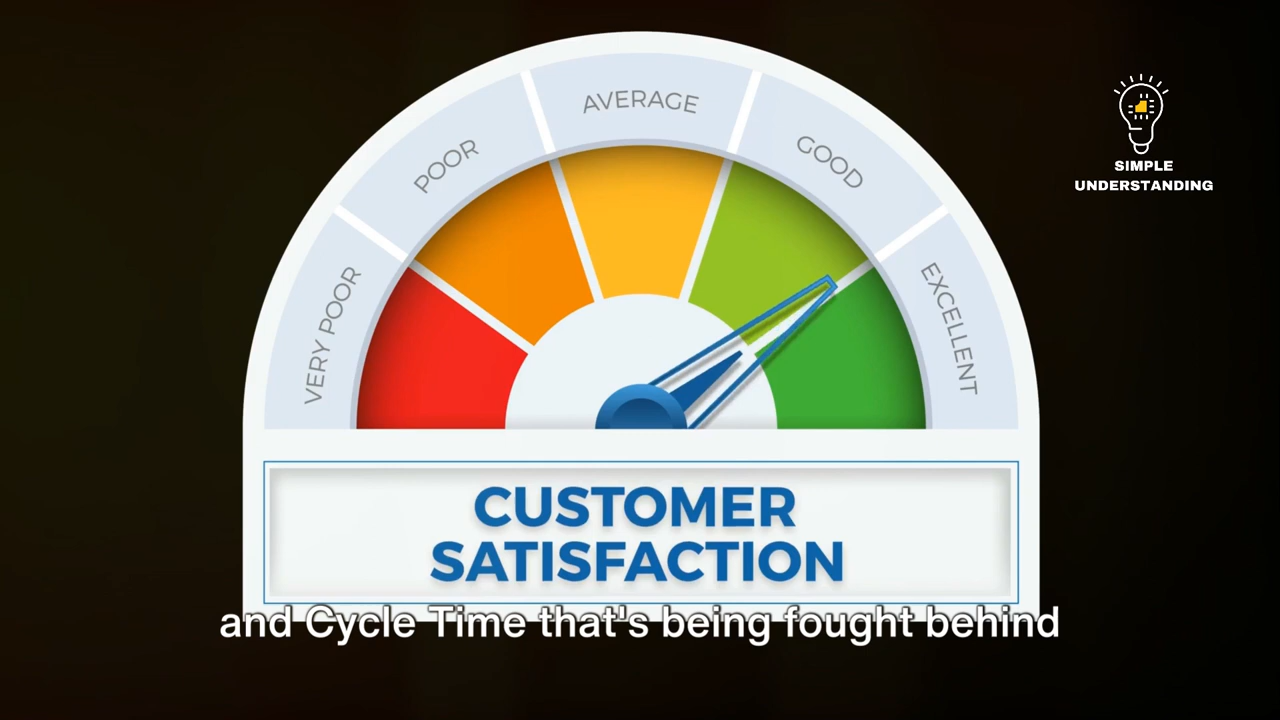 AVERAGE
POOR
GOOD
VERY POOR
EXCELLENT
SIMPLE
UNDERSTANDING
CUSTOMER
SATISFACTION
and Cycle Time that's being fought behind